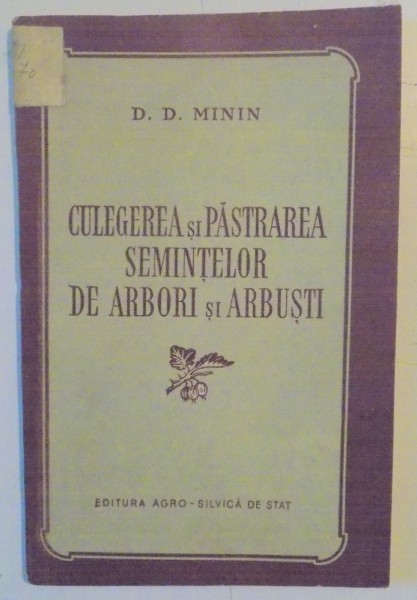 D. D. MININ
CULEGEREA și PĂSTRAREA
SEMINȚELOR
DE ARBORI și ARBUȘTI
EDITURA AGRO-SILVICĂ DE STAT